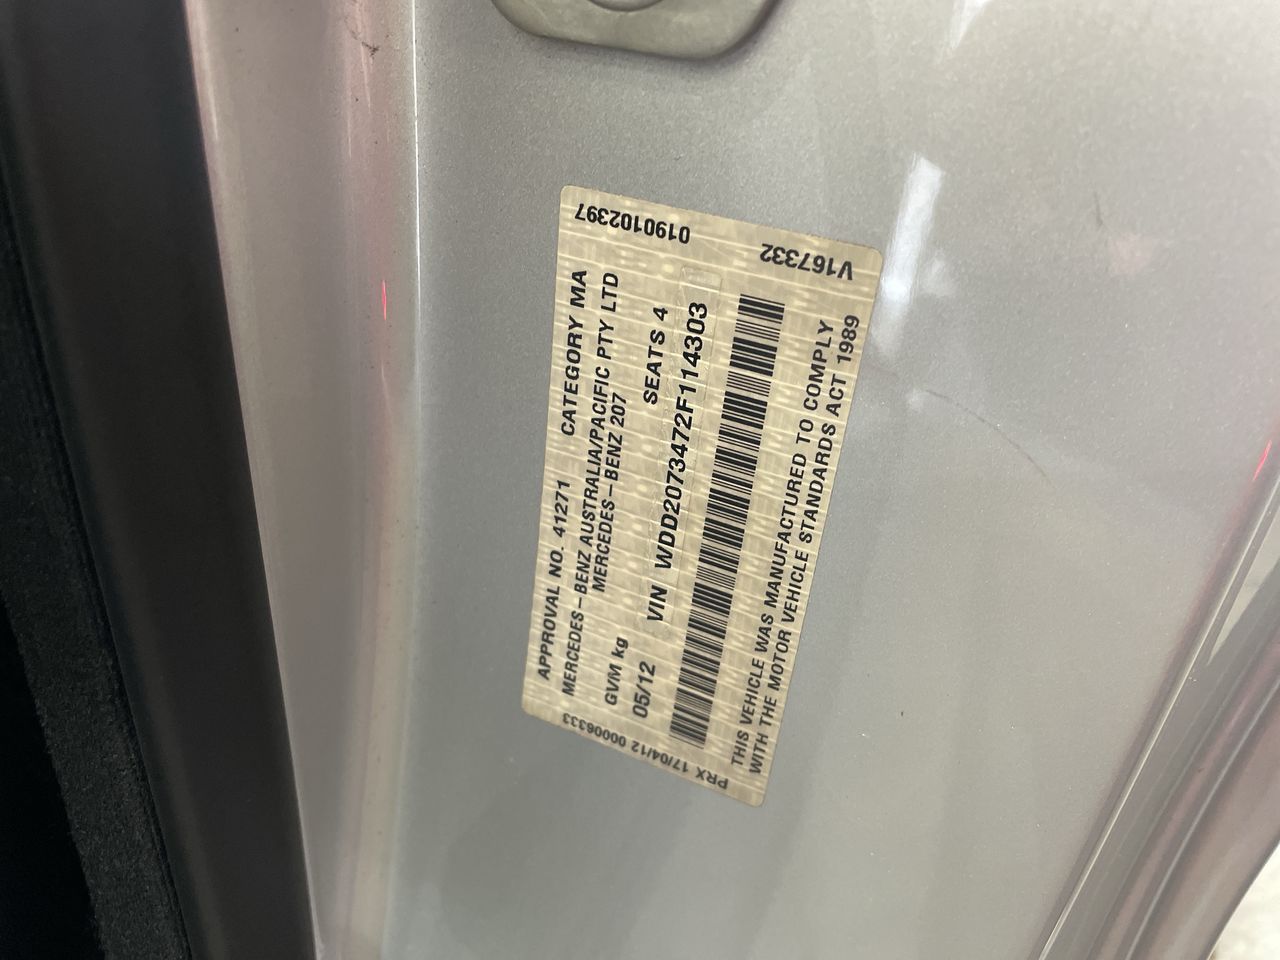 0190102397
V167332
APPROVAL NO. 41271 CATEGORY MA
MERCEDES-BENZ AUSTRALIA/PACIFIC PTY LTD
MERCEDES-BENZ 207
GVM kg SEATS 4
05/12 VIN WDD2073472F114303
THIS VEHICLE WAS MANUFACTURED TO COMPLY
WITH THE MOTOR VEHICLE STANDARDS ACT 1989
PRX 17/04/12 00006333